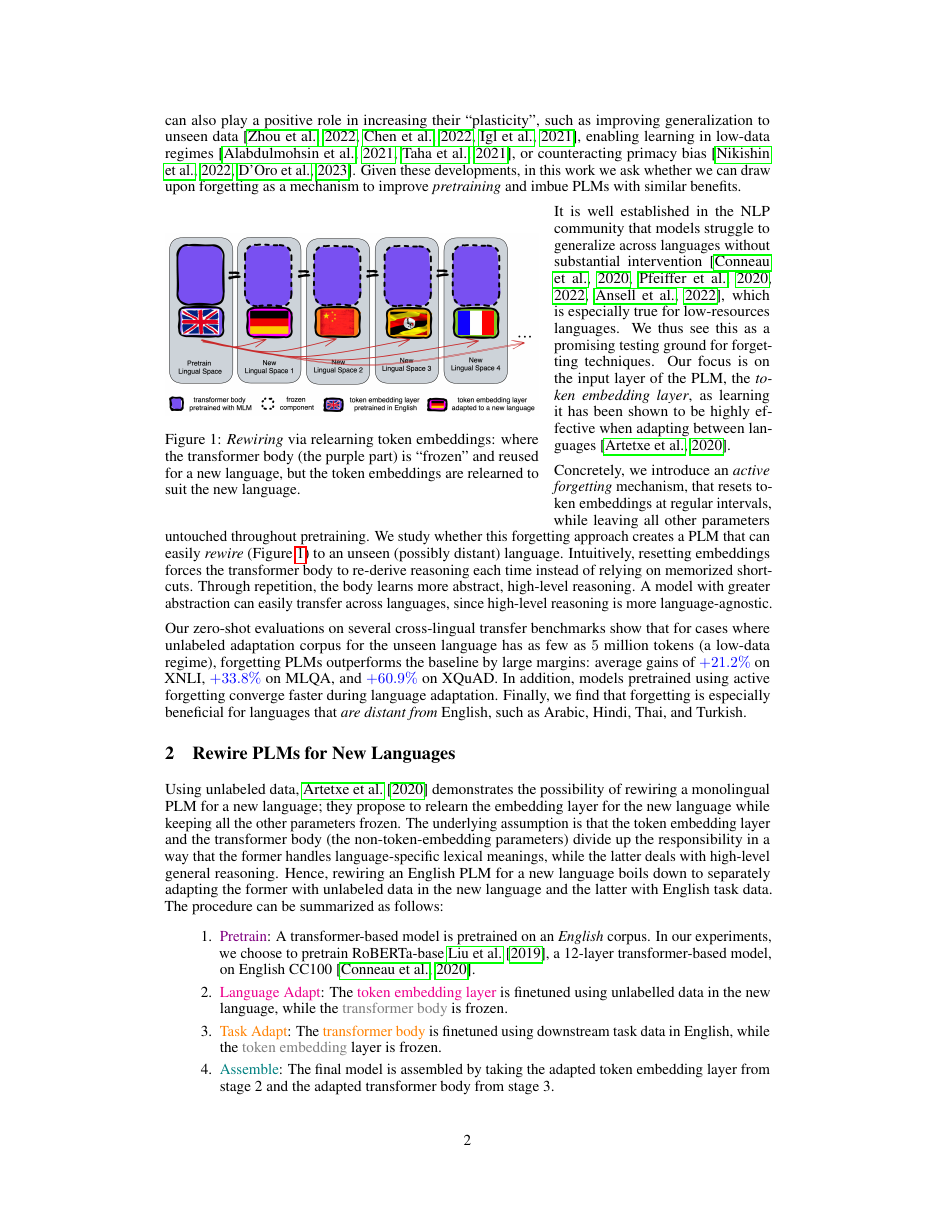 can also play a positive role in increasing their “plasticity”, such as improving generalization to
unseen data [Zhou et al., 2022, Chen et al., 2022, Igl et al., 2021], enabling learning in low-data
regimes [Alabdulmohsin et al., 2021, Taha et al., 2021], or counteracting primacy bias [Nikishin
et al., 2022, D’Oro et al., 2023]. Given these developments, in this work we ask whether we can draw
upon forgetting as a mechanism to improve pretraining and imbue PLMs with similar benefits.
Pretrain
Lingual Space
New
Lingual Space 1
New
Lingual Space 2
New
Lingual Space 3
New
Lingual Space 4
...
transformer body
pretrained with MLM
frozen
component
token embedding layer
pretrained in English
token embedding layer
adapted to a new language
Figure 1: Rewiring via relearning token embeddings: where
the transformer body (the purple part) is “frozen” and reused
for a new language, but the token embeddings are relearned to
suit the new language.
It is well established in the NLP
community that models struggle to
generalize across languages without
substantial intervention [Conneau
et al., 2020, Pfeiffer et al., 2020,
2022, Ansell et al., 2022], which
is especially true for low-resources
languages. We thus see this as a
promising testing ground for forget-
ting techniques. Our focus is on
the input layer of the PLM, the to-
ken embedding layer, as learning
it has been shown to be highly ef-
fective when adapting between lan-
guages [Artetxe et al., 2020].
Concretely, we introduce an active
forgetting mechanism, that resets to-
ken embeddings at regular intervals,
while leaving all other parameters
untouched throughout pretraining. We study whether this forgetting approach creates a PLM that can
easily rewire (Figure 1) to an unseen (possibly distant) language. Intuitively, resetting embeddings
forces the transformer body to re-derive reasoning each time instead of relying on memorized short-
cuts. Through repetition, the body learns more abstract, high-level reasoning. A model with greater
abstraction can easily transfer across languages, since high-level reasoning is more language-agnostic.
Our zero-shot evaluations on several cross-lingual transfer benchmarks show that for cases where
unlabeled adaptation corpus for the unseen language has as few as 5 million tokens (a low-data
regime), forgetting PLMs outperforms the baseline by large margins: average gains of +21.2% on
XNLI, +33.8% on MLQA, and +60.9% on XQuAD. In addition, models pretrained using active
forgetting converge faster during language adaptation. Finally, we find that forgetting is especially
beneficial for languages that are distant from English, such as Arabic, Hindi, Thai, and Turkish.
2 Rewire PLMs for New Languages
Using unlabeled data, Artetxe et al. [2020] demonstrates the possibility of rewiring a monolingual
PLM for a new language; they propose to relearn the embedding layer for the new language while
keeping all the other parameters frozen. The underlying assumption is that the token embedding layer
and the transformer body (the non-token-embedding parameters) divide up the responsibility in a
way that the former handles language-specific lexical meanings, while the latter deals with high-level
general reasoning. Hence, rewiring an English PLM for a new language boils down to separately
adapting the former with unlabeled data in the new language and the latter with English task data.
The procedure can be summarized as follows:
1. Pretrain: A transformer-based model is pretrained on an English corpus. In our experiments,
we choose to pretrain RoBERTa-base Liu et al. [2019], a 12-layer transformer-based model,
on English CC100 [Conneau et al., 2020].
2. Language Adapt: The token embedding layer is finetuned using unlabelled data in the new
language, while the transformer body is frozen.
3. Task Adapt: The transformer body is finetuned using downstream task data in English, while
the token embedding layer is frozen.
4. Assemble: The final model is assembled by taking the adapted token embedding layer from
stage 2 and the adapted transformer body from stage 3.
2